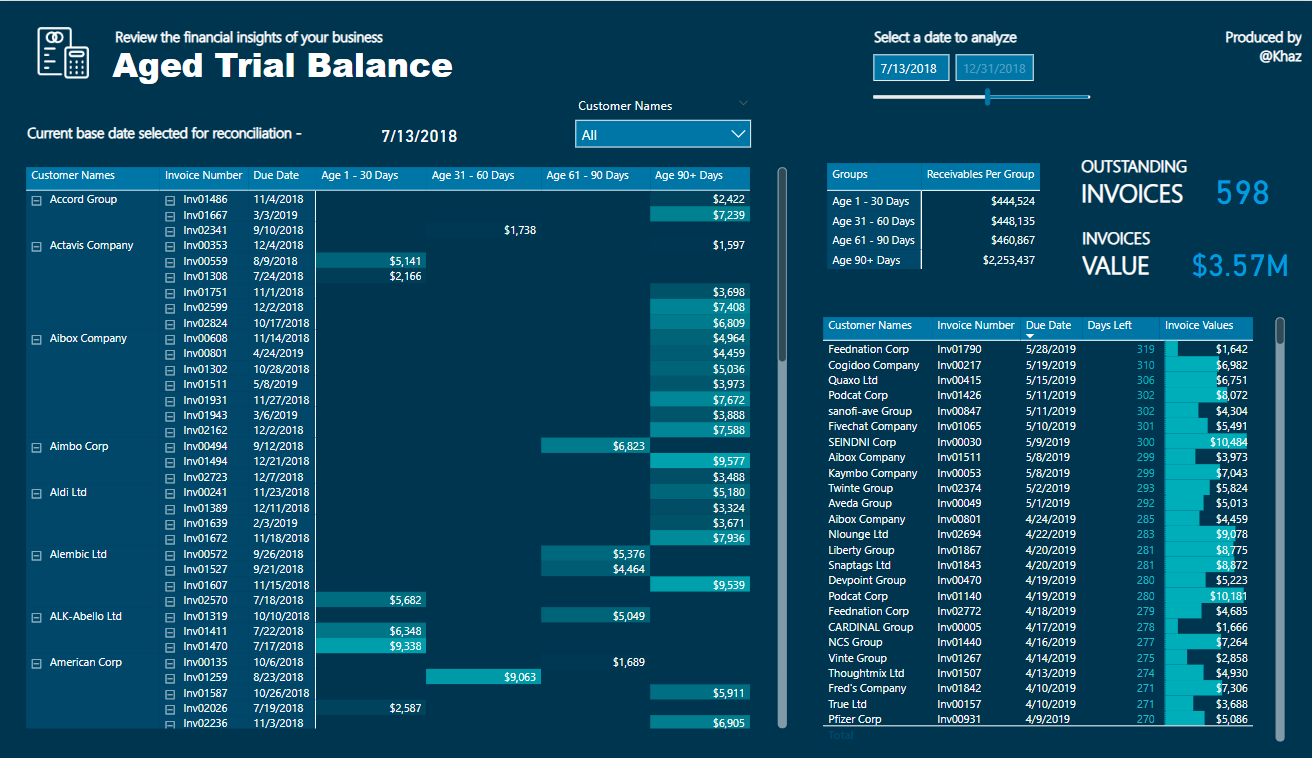 Review the financial insights of your business
Aged Trial Balance
Select a date to analyze
7/13/2018 12/31/2018
Produced by
@Khaz
Current base date selected for reconciliation - 7/13/2018
Customer Names
All
Customer Names Invoice Number Due Date Age 1 - 30 Days Age 31 - 60 Days Age 61 - 90 Days Age 90+ Days
Accord Group Inv01486 11/4/2018 $2,422
Inv01667 3/3/2019 $7,239
Inv02341 9/10/2018 $1,738
Actavis Company Inv00353 12/4/2018 $1,597
Inv00559 8/9/2018 $5,141
Inv01308 7/24/2018 $2,166
Inv01751 11/1/2018 $3,698
Inv02599 12/2/2018 $7,408
Inv02824 10/17/2018 $6,809
Aibox Company Inv00608 11/14/2018 $4,964
Inv00801 4/24/2019 $4,459
Inv01302 10/28/2018 $5,036
Inv01511 5/8/2019 $3,973
Inv01931 11/27/2018 $7,672
Inv01943 3/6/2019 $3,888
Inv02162 12/2/2018 $7,588
Aimbo Corp Inv00494 9/12/2018 $6,823
Inv01494 12/21/2018 $9,577
Inv02723 12/7/2018 $3,488
Aldi Ltd Inv00241 11/23/2018 $5,180
Inv01389 12/11/2018 $3,324
Inv01639 2/3/2019 $3,671
Inv01672 11/18/2018 $7,936
Alembic Ltd Inv00572 9/26/2018 $5,376
Inv01527 9/21/2018 $4,464
Inv01607 11/15/2018 $9,539
Inv02570 7/18/2018 $5,682
ALK-Abello Ltd Inv01319 10/10/2018 $5,049
Inv01411 7/22/2018 $6,348
Inv01470 7/17/2018 $9,338
American Corp Inv00135 10/6/2018 $1,689
Inv01259 8/23/2018 $9,063
Inv01587 10/26/2018 $5,911
Inv02026 7/19/2018 $2,587
Inv02236 11/3/2018 $6,905
Groups Receivables Per Group
Age 1 - 30 Days $444,524
Age 31 - 60 Days $448,135
Age 61 - 90 Days $460,867
Age 90+ Days $2,253,437
OUTSTANDING
INVOICES 598
INVOICES
VALUE $3.57M
Customer Names Invoice Number Due Date Days Left Invoice Values
Feednation Corp Inv01790 5/28/2019 319 $1,642
Cogidoo Company Inv00217 5/19/2019 310 $6,982
Quaxo Ltd Inv00415 5/15/2019 306 $6,751
Podcat Corp Inv01426 5/11/2019 302 $8,072
sanofi-ave Group Inv00847 5/11/2019 302 $4,304
Fivechat Company Inv01065 5/10/2019 301 $5,491
SEINDNI Corp Inv00030 5/9/2019 300 $10,484
Aibox Company Inv01511 5/8/2019 299 $3,973
Kaymbo Company Inv00053 5/8/2019 299 $7,043
Twinte Group Inv02374 5/2/2019 293 $5,824
Aveda Group Inv00049 5/1/2019 292 $5,013
Aibox Company Inv00801 4/24/2019 285 $4,459
Nlounge Ltd Inv02694 4/22/2019 283 $9,078
Liberty Group Inv01867 4/20/2019 281 $8,775
Snaptags Ltd Inv01843 4/20/2019 281 $8,872
Devpoint Group Inv00470 4/19/2019 280 $5,223
Podcat Corp Inv01140 4/19/2019 280 $10,181
Feednation Corp Inv02772 4/18/2019 279 $4,685
CARDINAL Group Inv00005 4/17/2019 278 $1,666
NCS Group Inv01440 4/16/2019 277 $7,264
Vinte Group Inv01267 4/14/2019 275 $2,858
Thoughtmix Ltd Inv01507 4/13/2019 274 $4,930
Fred's Company Inv01842 4/10/2019 271 $7,306
True Ltd Inv00157 4/10/2019 271 $3,688
Pfizer Corp Inv00931 4/9/2019 270 $5,086
Total